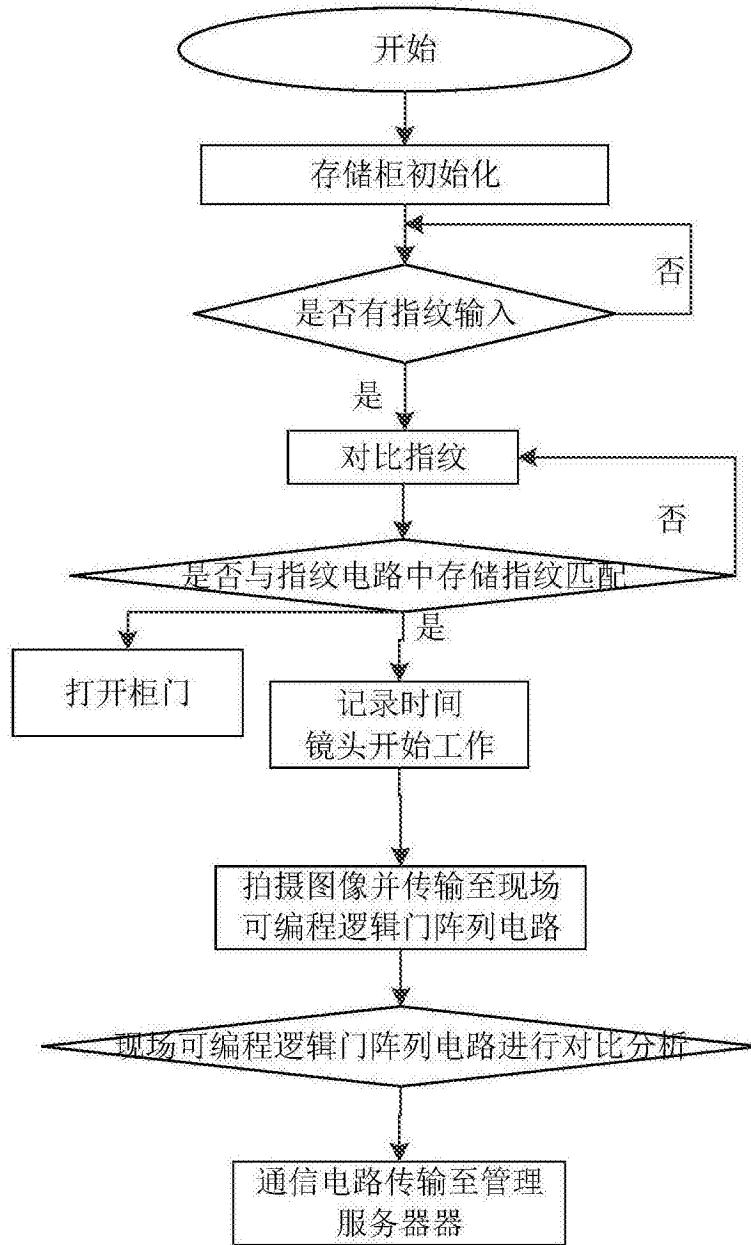 开始
存储柜初始化
否
是否有指纹输入
是
对比指纹
否
是否与指纹电路中存储指纹匹配
是
打开柜门
记录时间
镜头开始工作
拍摄图像并传输至现场
可编程逻辑门阵列电路
现场可编程逻辑门阵列电路进行对比分析
通信电路传输至管理
服务器器